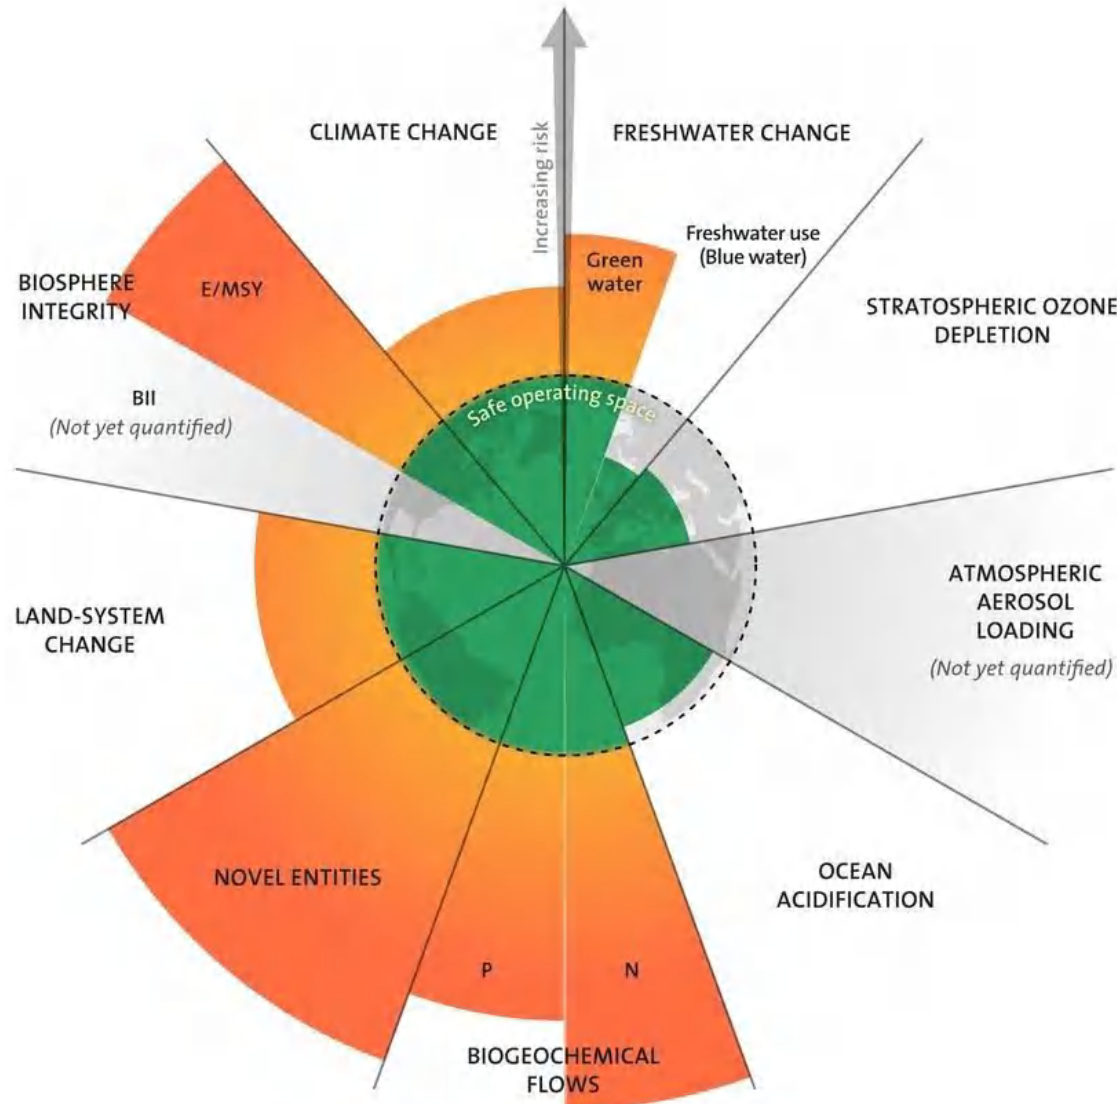 CLIMATE CHANGE
FRESHWATER CHANGE
Increasing risk
Freshwater use
(Blue water)
Green
water
BIOSPHERE
INTEGRITY
E/MSY
STRATOSPHERIC OZONE
DEPLETION
BII
(Not yet quantified)
Safe operating space
LAND-SYSTEM
CHANGE
ATMOSPHERIC
AEROSOL
LOADING
(Not yet quantified)
NOVEL ENTITIES
OCEAN
ACIDIFICATION
P
N
BIOGEOCHEMICAL
FLOWS